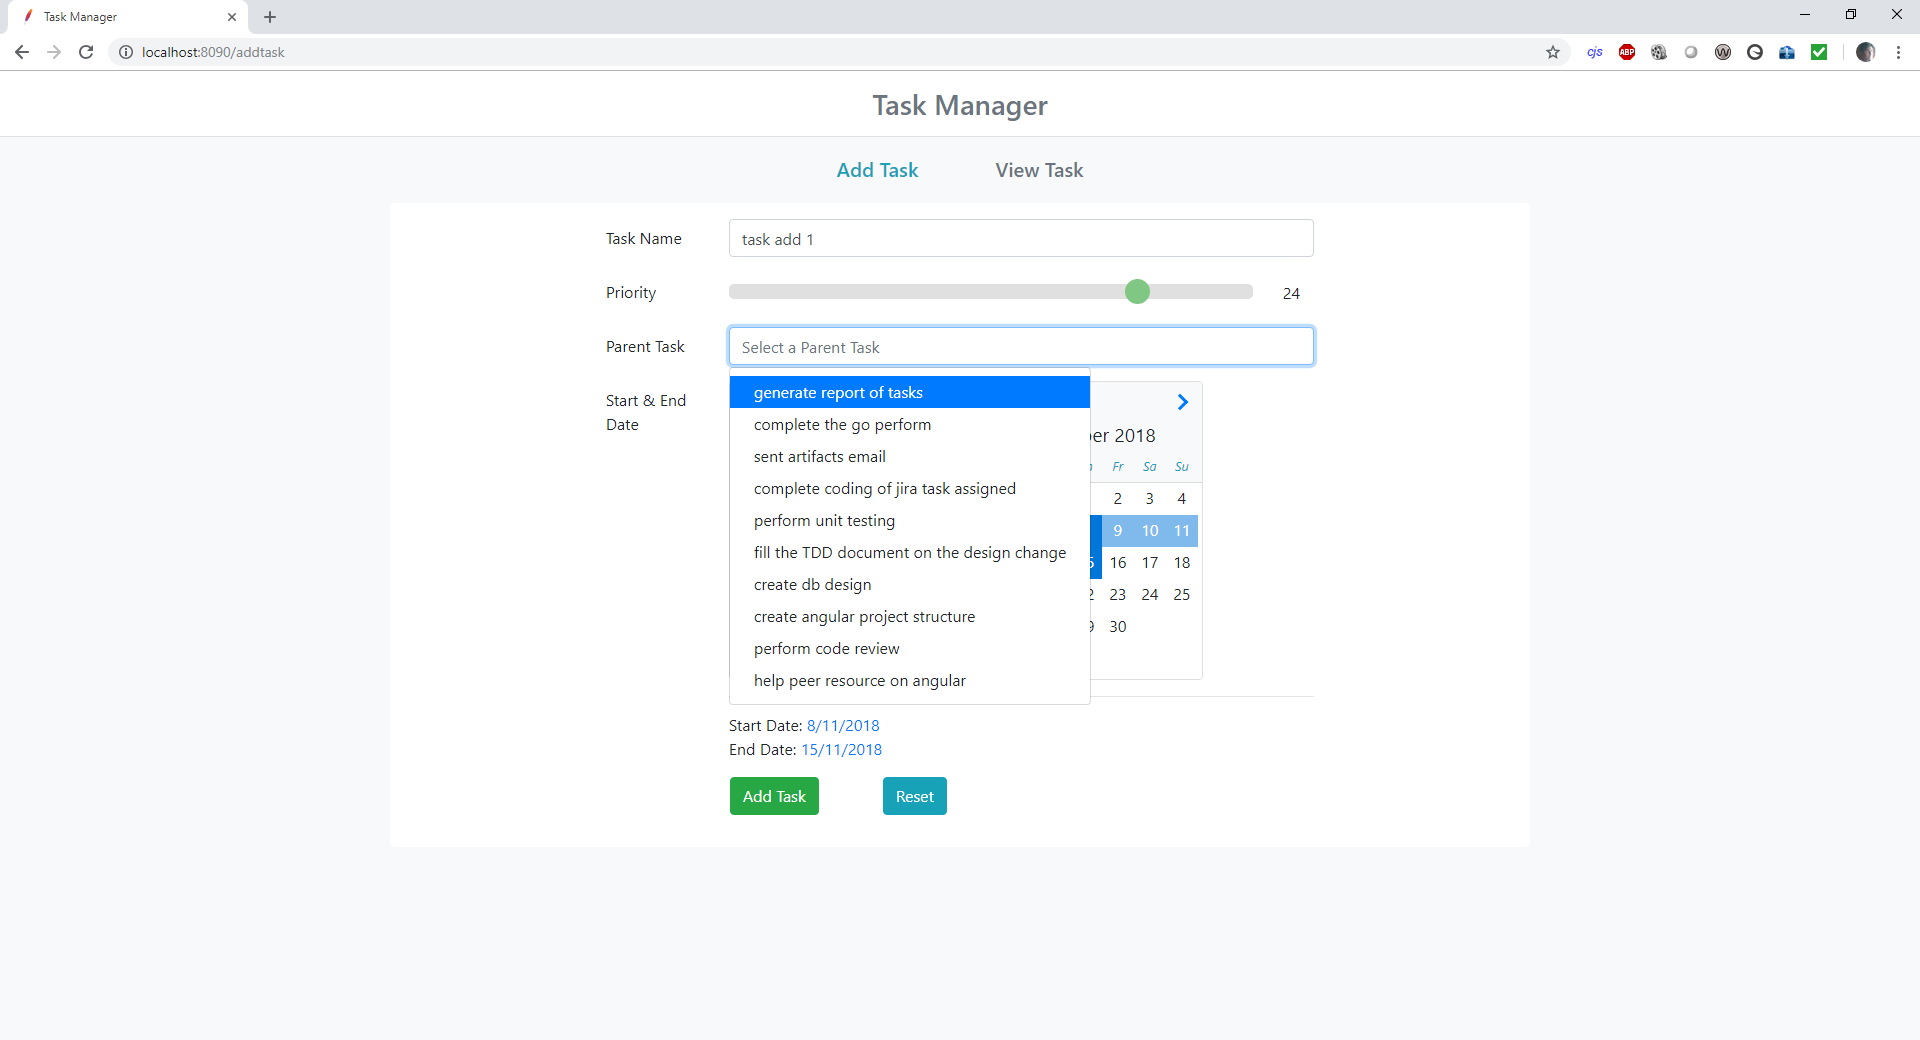 Task Manager
localhost:8090/addtask
cjs
ABP
Task Manager
Add Task
View Task
Task Name
task add 1
Priority
24
Parent Task
Select a Parent Task
generate report of tasks
complete the go perform
sent artifacts email
complete coding of jira task assigned
perform unit testing
fill the TDD document on the design change
create db design
create angular project structure
perform code review
help peer resource on angular
Start & End
Date
2018
Fr Sa Su
2 3 4
9 10 11
16 17 18
23 24 25
30
Start Date: 8/11/2018
End Date: 15/11/2018
Add Task
Reset